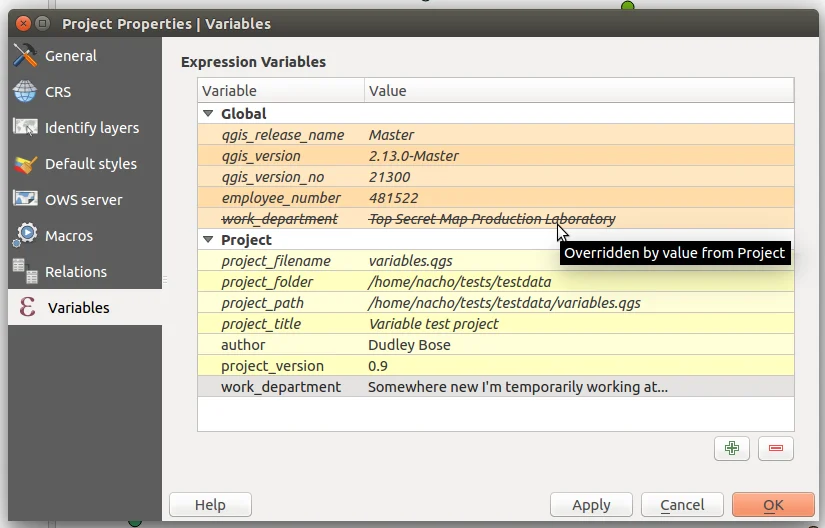 Project Properties | Variables
General
CRS
Identify layers
Default styles
OWS server
Macros
Relations
Variables
Expression Variables
Variable Value
Global
qgis_release_name Master
qgis_version 2.13.0-Master
qgis_version_no 21300
employee_number 481522
work_department Top Secret Map Production Laboratory
Project
Overridden by value from Project
project_filename variables.qgs
project_folder /home/nacho/tests/testdata
project_path /home/nacho/tests/testdata/variables.qgs
project_title Variable test project
author Dudley Bose
project_version 0.9
work_department Somewhere new I'm temporarily working at...
Help Apply Cancel OK